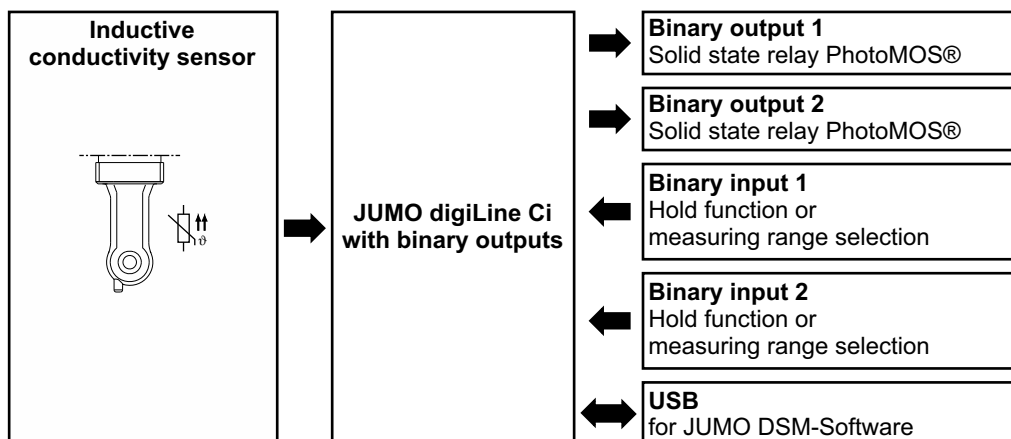 Inductive
conductivity sensor
ϑ
JUMO digiLine Ci
with binary outputs
Binary output 1
Solid state relay PhotoMOS®
Binary output 2
Solid state relay PhotoMOS®
Binary input 1
Hold function or
measuring range selection
Binary input 2
Hold function or
measuring range selection
USB
for JUMO DSM-Software